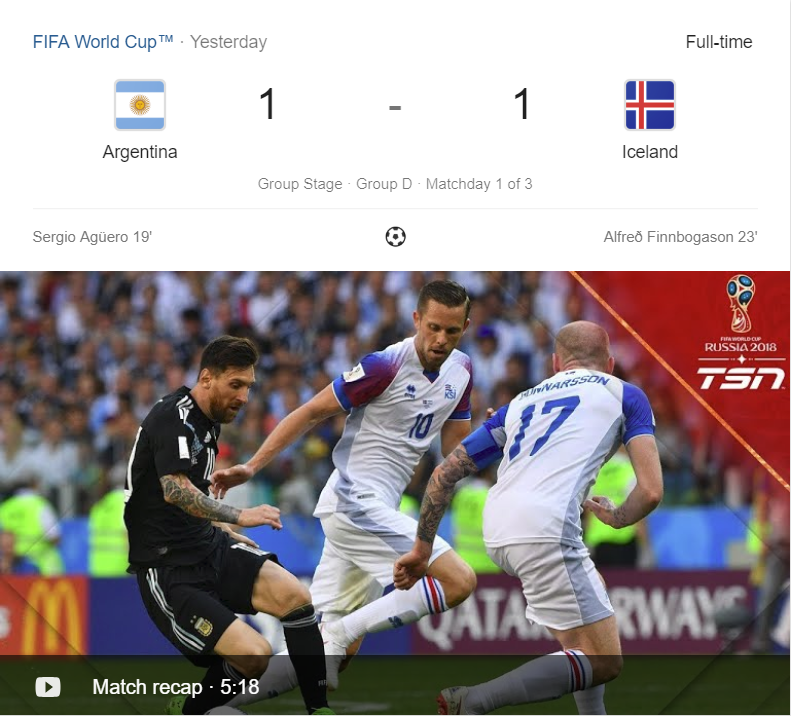 FIFA World Cup™ · Yesterday
Full-time
1 - 1
Argentina
Iceland
Group Stage · Group D · Matchday 1 of 3
Sergio Agüero 19'
Alfreð Finnbogason 23'
FIFA WORLD CUP
RUSSIA 2018
TSN
KSÍ
10
10
GUNNARSSON
17
QATAR AIRWAYS
Match recap · 5:18